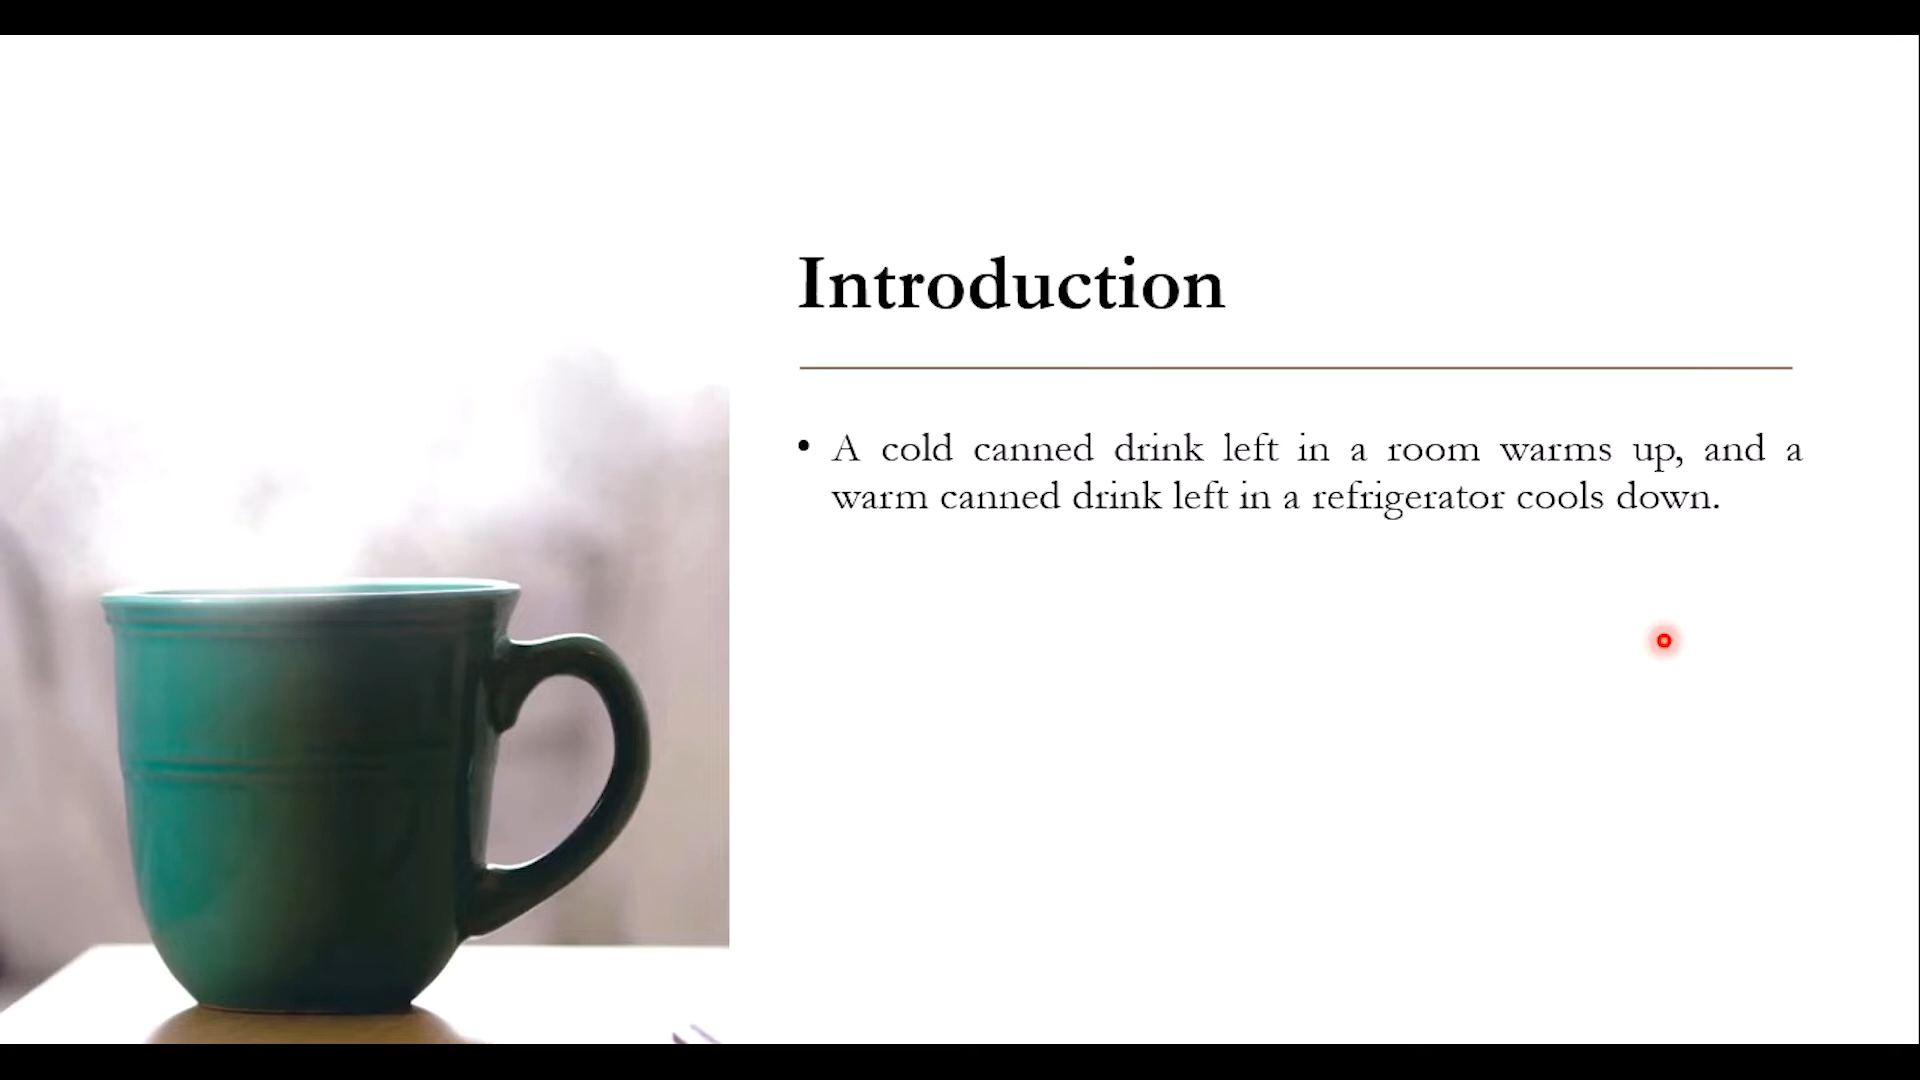 Introduction
• A cold canned drink left in a room warms up, and a
warm canned drink left in a refrigerator cools down.